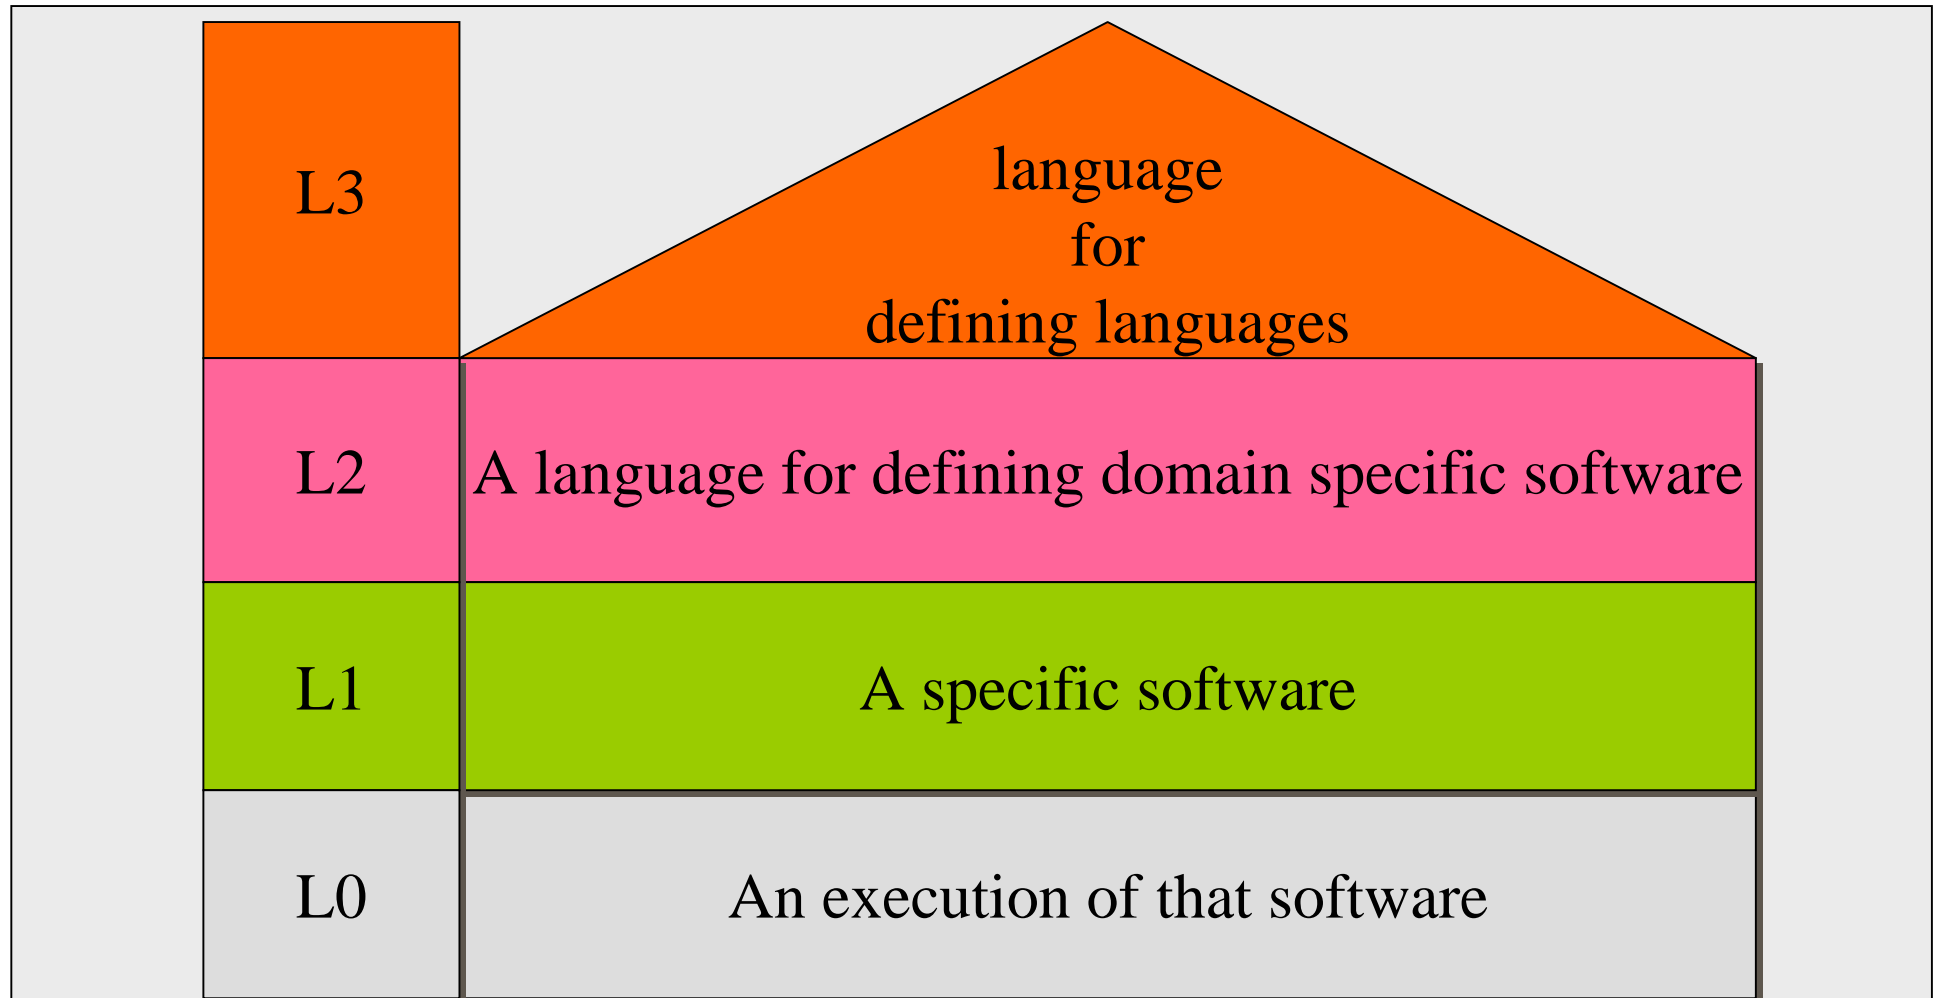 L3
language
for
defining languages
L2
A language for defining domain specific software
L1
A specific software
L0
An execution of that software